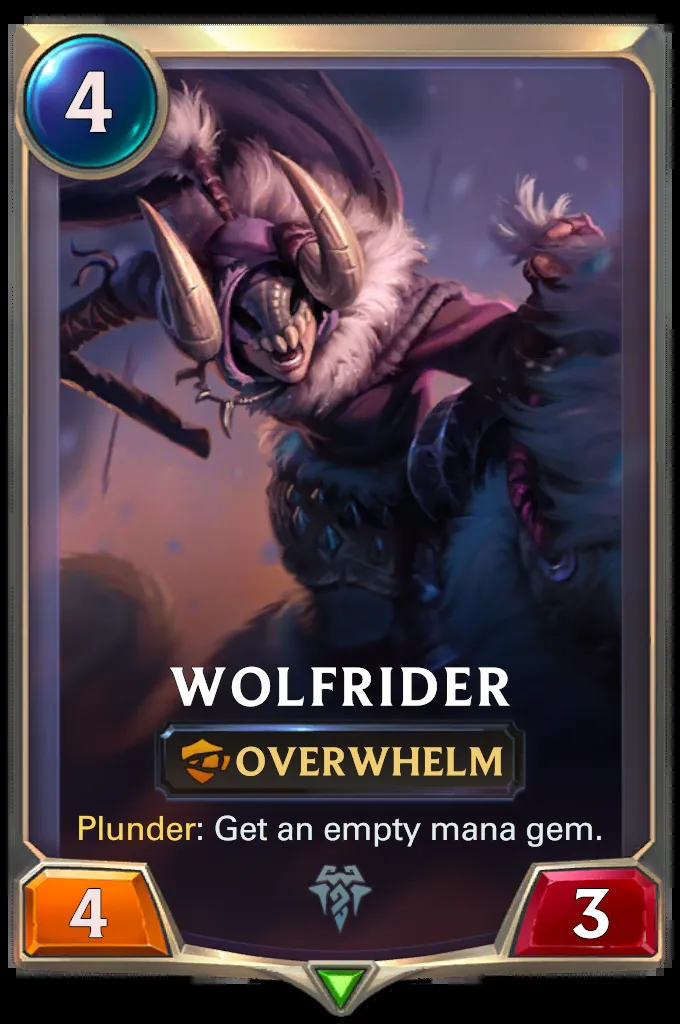 4
WOLFRIDER
OVERWHELM
Plunder: Get an empty mana gem.
4
3